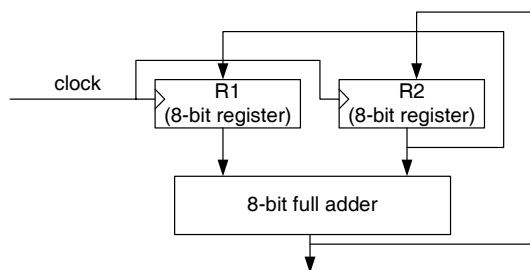 clock
R1
(8-bit register)
R2
(8-bit register)
8-bit full adder